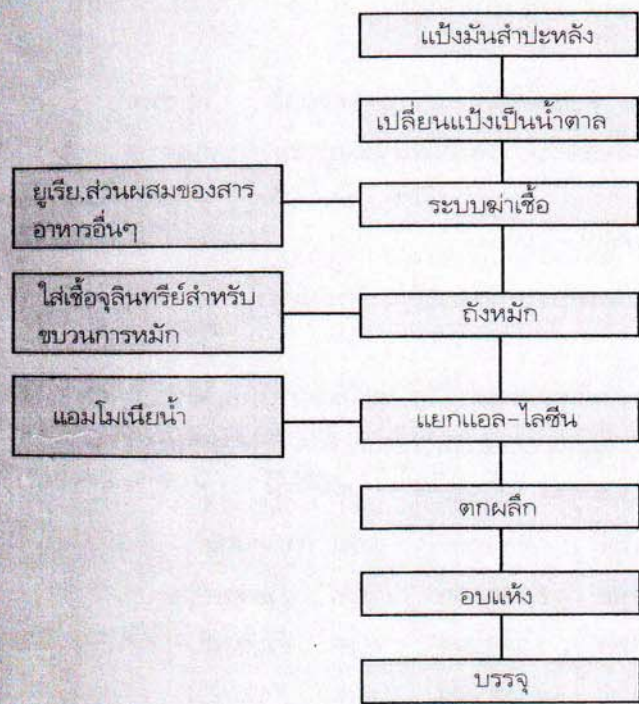 แป้งมันสำปะหลัง
เปลี่ยนแป้งเป็นน้ำตาล
ยูเรีย,ส่วนผสมของสาร
อาหารอื่นๆ
ระบบฆ่าเชื้อ
ใส่เชื้อจุลินทรีย์สำหรับ
ขบวนการหมัก
ถังหมัก
แอมโมเนียน้ำ
แยกแอล-ไลซีน
ตกผลึก
อบแห้ง
บรรจุ